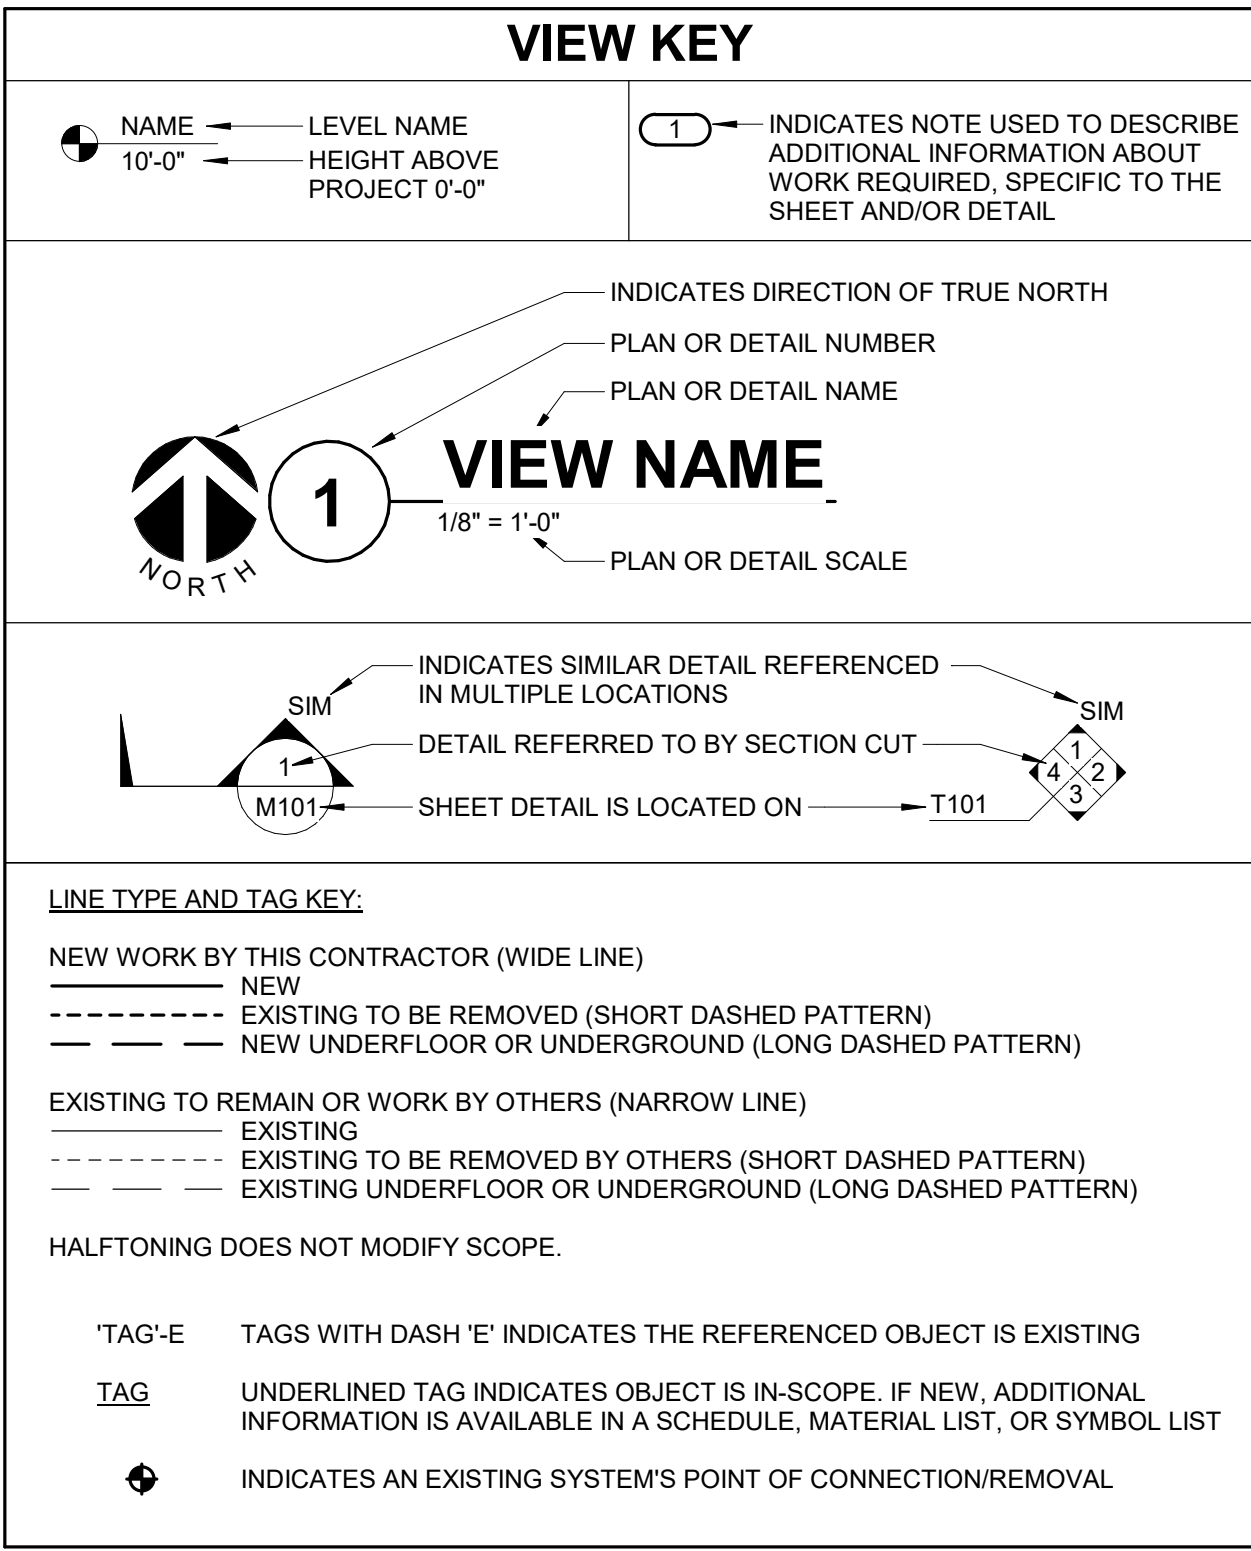 VIEW KEY
NAME
10'-0"
LEVEL NAME
HEIGHT ABOVE
PROJECT 0'-0"
1
INDICATES NOTE USED TO DESCRIBE
ADDITIONAL INFORMATION ABOUT
WORK REQUIRED, SPECIFIC TO THE
SHEET AND/OR DETAIL
INDICATES DIRECTION OF TRUE NORTH
PLAN OR DETAIL NUMBER
PLAN OR DETAIL NAME
NORTH
1
VIEW NAME
1/8" = 1'-0"
PLAN OR DETAIL SCALE
INDICATES SIMILAR DETAIL REFERENCED
IN MULTIPLE LOCATIONS
SIM
SIM
1
DETAIL REFERRED TO BY SECTION CUT
1
4
2
3
M101
SHEET DETAIL IS LOCATED ON
T101
LINE TYPE AND TAG KEY:
NEW WORK BY THIS CONTRACTOR (WIDE LINE)
NEW
EXISTING TO BE REMOVED (SHORT DASHED PATTERN)
NEW UNDERFLOOR OR UNDERGROUND (LONG DASHED PATTERN)
EXISTING TO REMAIN OR WORK BY OTHERS (NARROW LINE)
EXISTING
EXISTING TO BE REMOVED BY OTHERS (SHORT DASHED PATTERN)
EXISTING UNDERFLOOR OR UNDERGROUND (LONG DASHED PATTERN)
HALFTONING DOES NOT MODIFY SCOPE.
'TAG'-E TAGS WITH DASH 'E' INDICATES THE REFERENCED OBJECT IS EXISTING
TAG UNDERLINED TAG INDICATES OBJECT IS IN-SCOPE. IF NEW, ADDITIONAL
INFORMATION IS AVAILABLE IN A SCHEDULE, MATERIAL LIST, OR SYMBOL LIST
INDICATES AN EXISTING SYSTEM'S POINT OF CONNECTION/REMOVAL